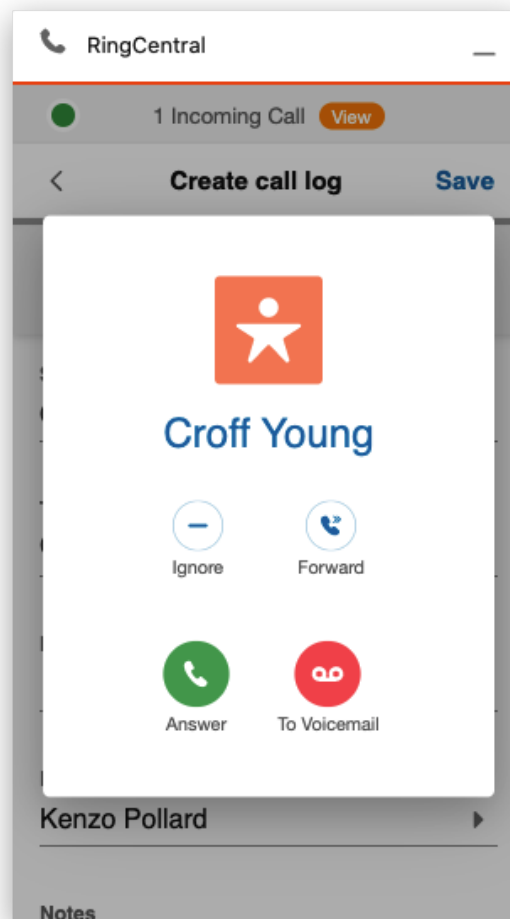 RingCentral
1 Incoming Call View
Create call log Save
Croff Young
Ignore Forward
Answer To Voicemail
Kenzo Pollard
Notes